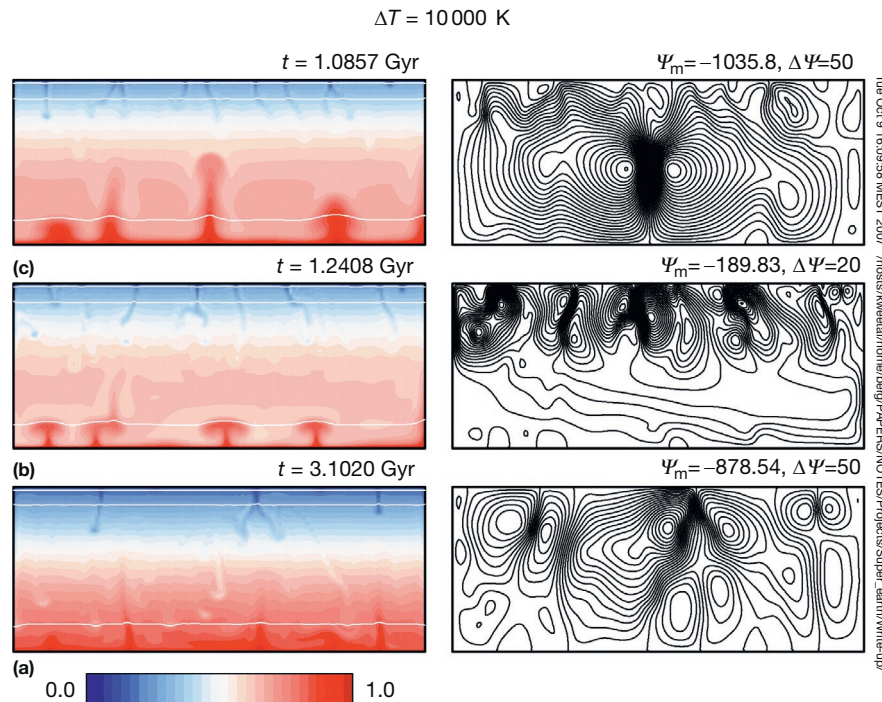 ΔT = 10 000 K
t = 1.0857 Gyr
Ψm=−1035.8, ΔΨ=50
(c)
t = 1.2408 Gyr
Ψm=−189.83, ΔΨ=20
(b)
t = 3.1020 Gyr
Ψm=−878.54, ΔΨ=50
(a)
0.0
1.0